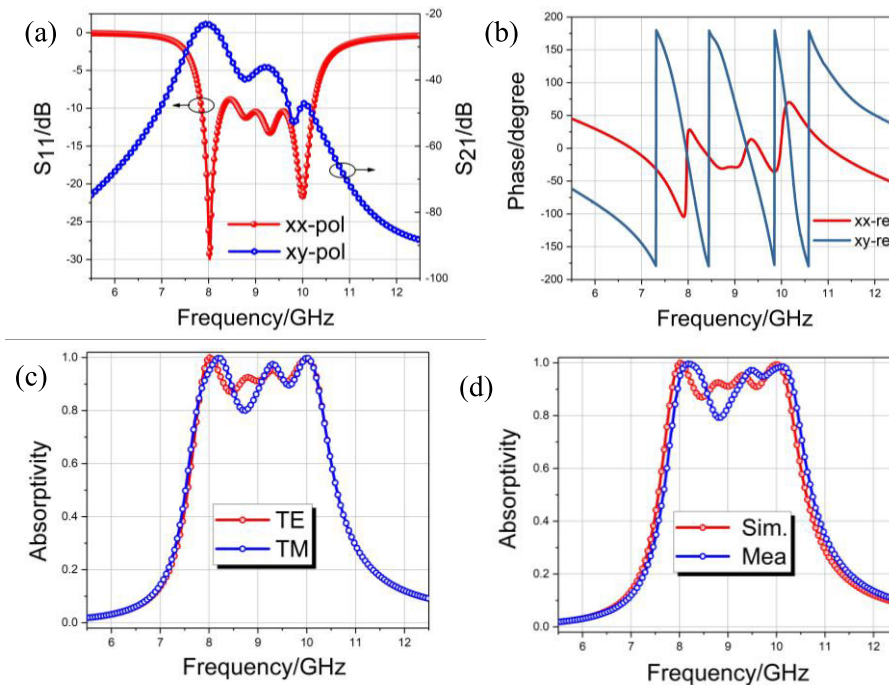 (a)
S11/dB
0
-5
-10
-15
-20
-25
-30
-20
-40
-60
-80
-100
S21/dB
xx-pol
xy-pol
6 7 8 9 10 11 12
Frequency/GHz
(b)
Phase/degree
200
150
100
50
0
-50
-100
-150
-200
xx-re
xy-re
6 7 8 9 10 11 12
Frequency/GHz
(c)
Absorptivity
1.0
0.8
0.6
0.4
0.2
0.0
TE
TM
6 7 8 9 10 11 12
Frequency/GHz
(d)
Absorptivity
1.0
0.8
0.6
0.4
0.2
0.0
Sim.
Mea
6 7 8 9 10 11 12
Frequency/GHz